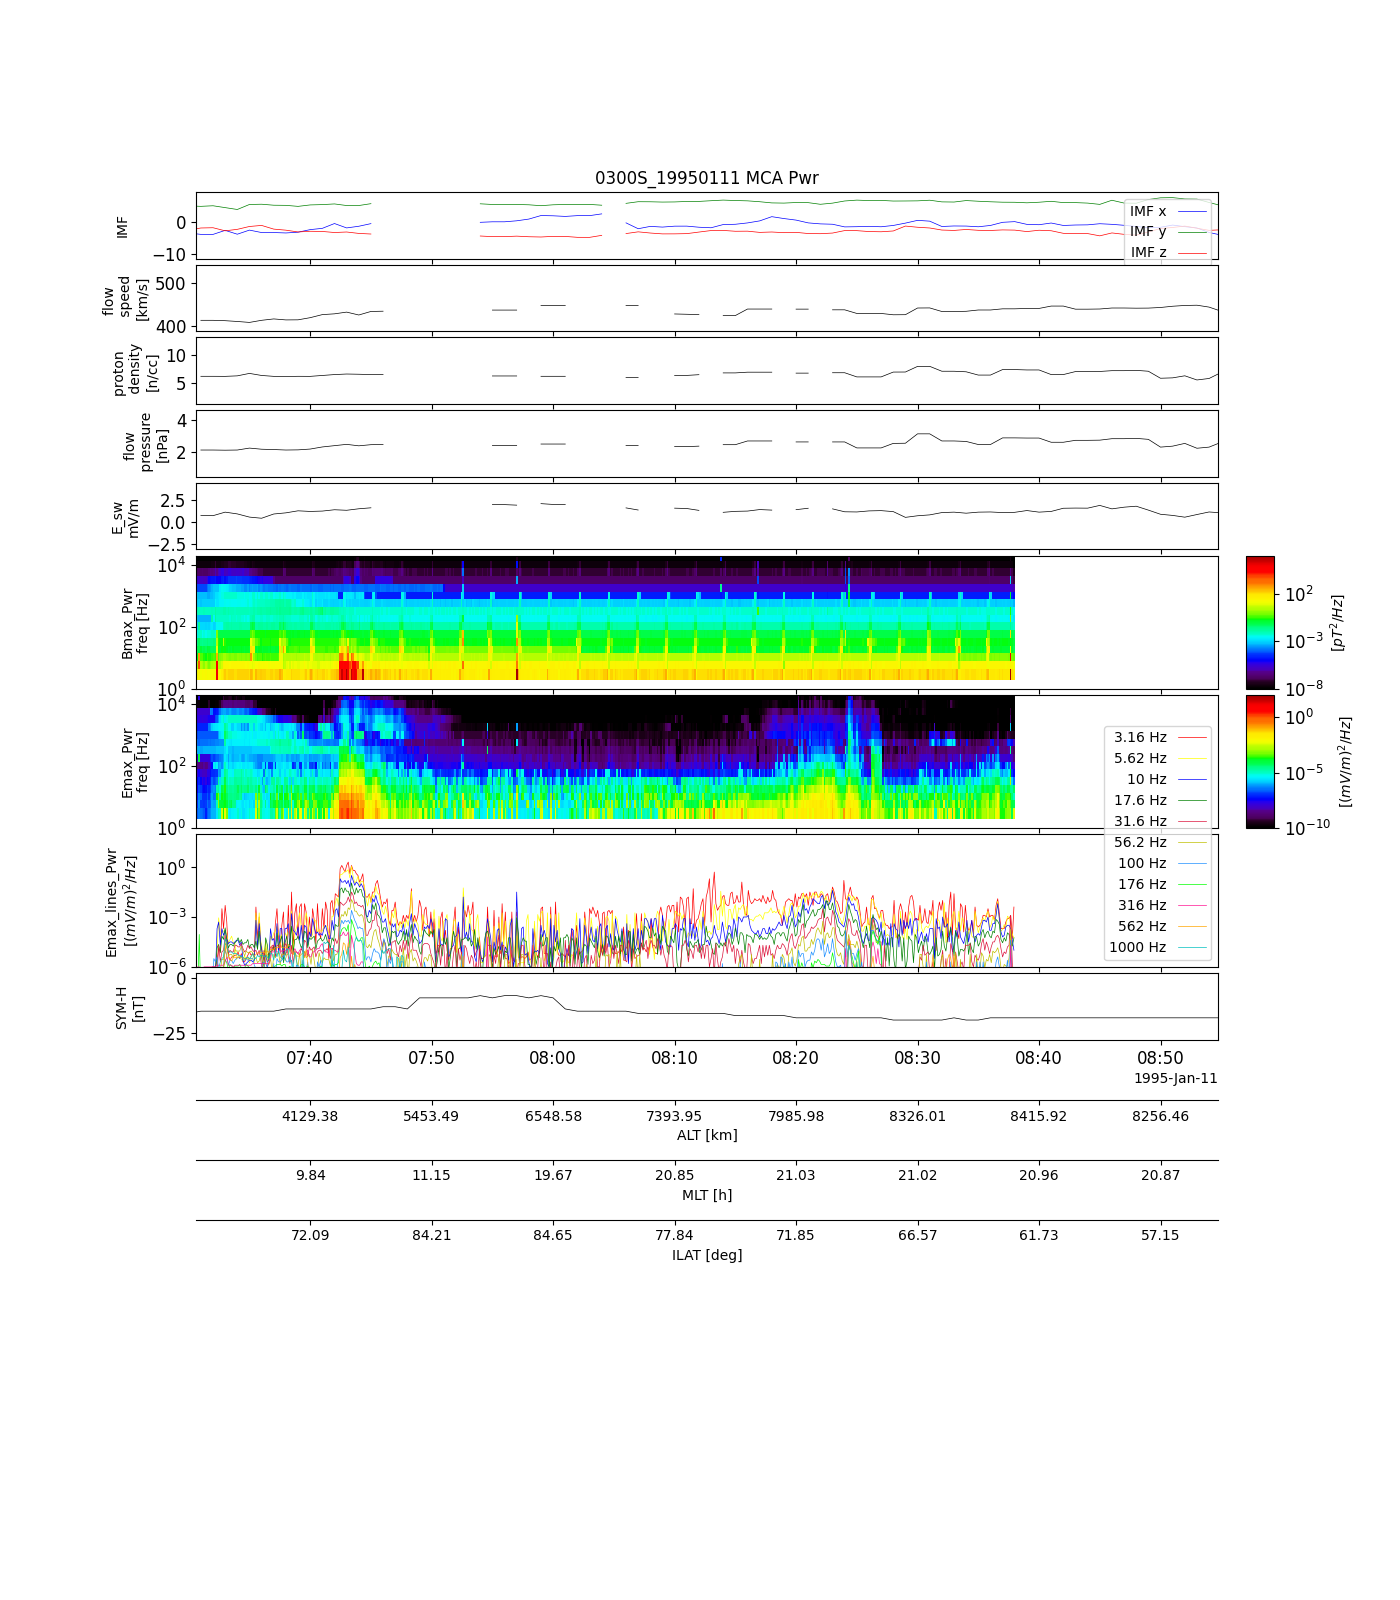 0300S_19950111 MCA Pwr
IMF
0
−10
IMF x
IMF y
IMF z
flow
speed
[km/s]
500
400
proton
density
[n/cc]
10
5
flow
pressure
[nPa]
4
2
E_sw
mV/m
2.5
0.0
−2.5
Bmax_Pwr
freq [Hz]
10^4
10^2
10^0
10^2
10^−3
10^−8
[pT^2/Hz]
Emax_Pwr
freq [Hz]
10^4
10^2
10^0
10^0
10^−5
10^−10
[(mV/m)^2/Hz]
3.16 Hz
5.62 Hz
10 Hz
17.6 Hz
31.6 Hz
56.2 Hz
100 Hz
176 Hz
316 Hz
562 Hz
1000 Hz
Emax_lines_Pwr
[(mV/m)^2/Hz]
10^0
10^−3
10^−6
SYM-H
[nT]
0
−25
07:40 07:50 08:00 08:10 08:20 08:30 08:40 08:50
1995-Jan-11
4129.38 5453.49 6548.58 7393.95 7985.98 8326.01 8415.92 8256.46
ALT [km]
9.84 11.15 19.67 20.85 21.03 21.02 20.96 20.87
MLT [h]
72.09 84.21 84.65 77.84 71.85 66.57 61.73 57.15
ILAT [deg]